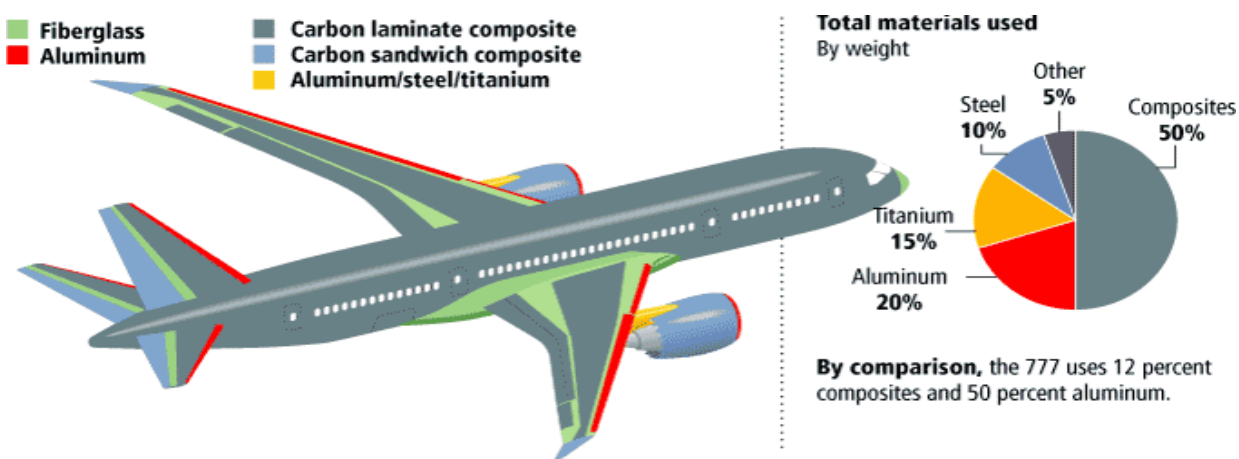 Fiberglass
Aluminum
Carbon laminate composite
Carbon sandwich composite
Aluminum/steel/titanium
Total materials used
By weight
Other
5%
Steel
10%
Composites
50%
Titanium
15%
Aluminum
20%
By comparison, the 777 uses 12 percent
composites and 50 percent aluminum.